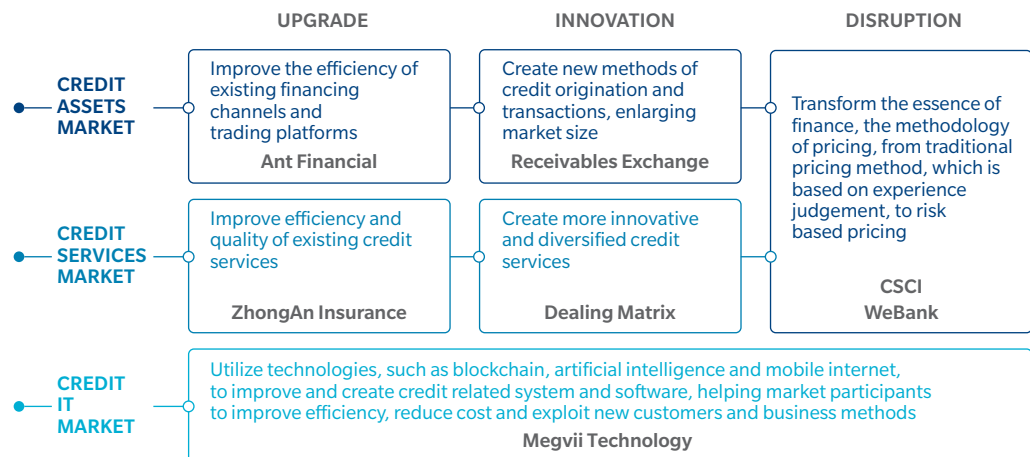 UPGRADE
INNOVATION
DISRUPTION
CREDIT
ASSETS
MARKET
Improve the efficiency of
existing financing
channels and
trading platforms
Ant Financial
Create new methods of
credit origination and
transactions, enlarging
market size
Receivables Exchange
Transform the essence of
finance, the methodology
of pricing, from traditional
pricing method, which is
based on experience
judgement, to risk
based pricing
CSCI
WeBank
CREDIT
SERVICES
MARKET
Improve efficiency and
quality of existing credit
services
ZhongAn Insurance
Create more innovative
and diversified credit
services
Dealing Matrix
CREDIT
IT
MARKET
Utilize technologies, such as blockchain, artificial intelligence and mobile internet,
to improve and create credit related system and software, helping market participants
to improve efficiency, reduce cost and exploit new customers and business methods
Megvii Technology